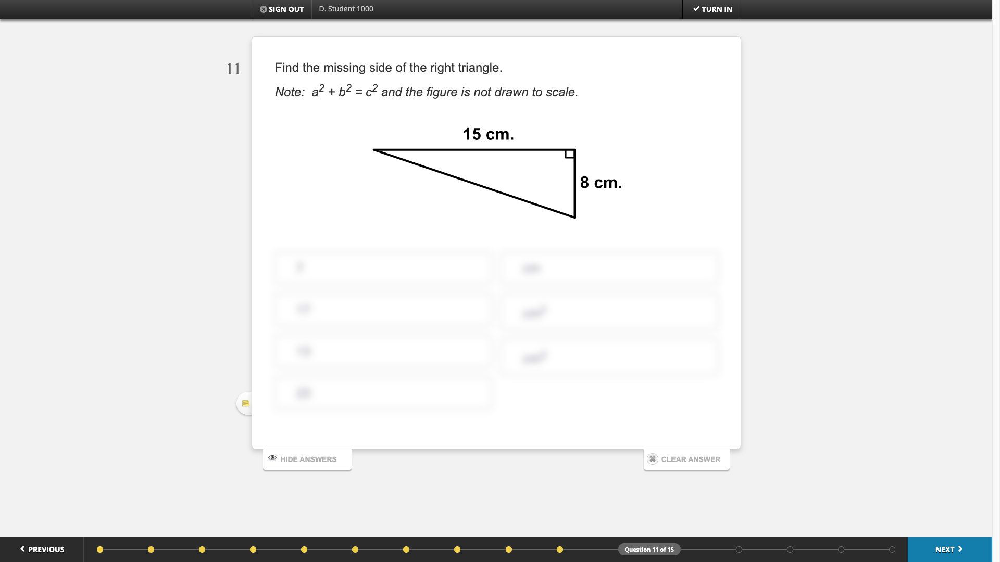 SIGN OUT D. Student 1000 TURN IN
11 Find the missing side of the right triangle.
Note: a² + b² = c² and the figure is not drawn to scale.
15 cm.
8 cm.
HIDE ANSWERS CLEAR ANSWER
PREVIOUS Question 11 of 15 NEXT